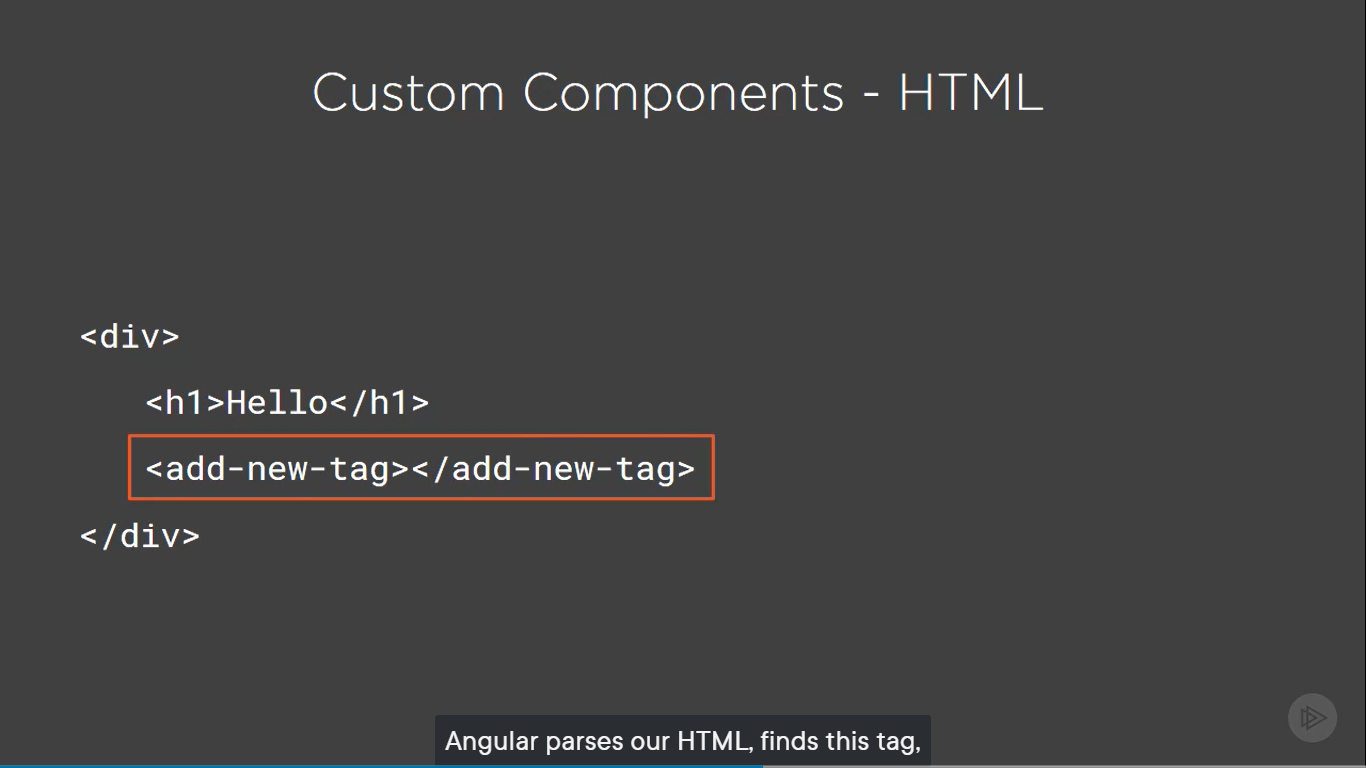 Custom Components - HTML
<div>
<h1>Hello</h1>
<add-new-tag></add-new-tag>
</div>
Angular parses our HTML, finds this tag,